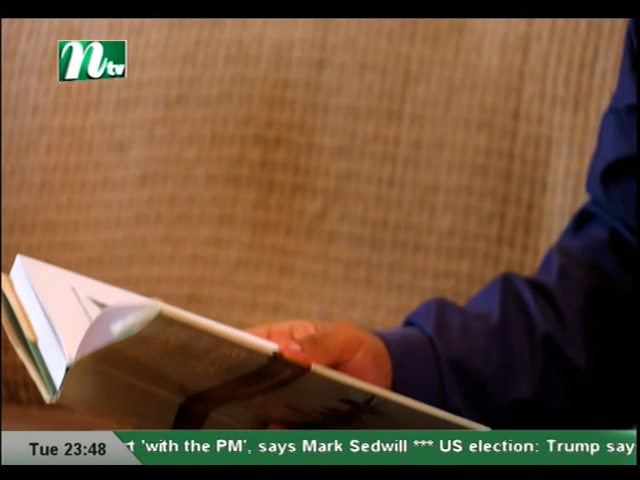 ntv
Tue 23:48
t 'with the PM', says Mark Sedwill *** US election: Trump say